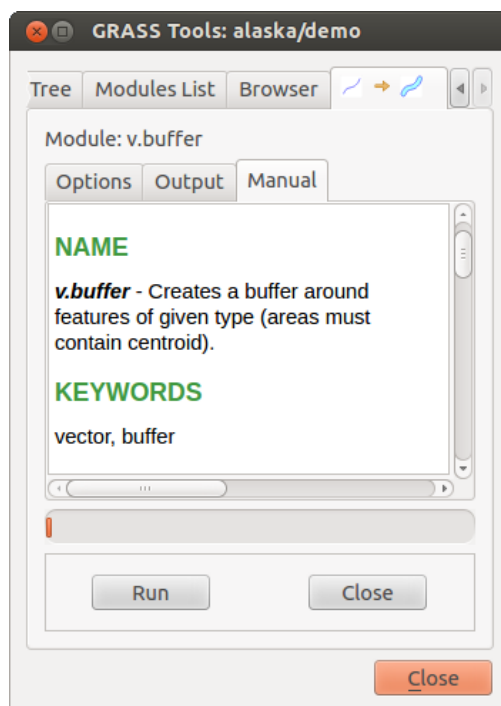 GRASS Tools: alaska/demo
Tree Modules List Browser
Module: v.buffer
Options Output Manual
NAME
v.buffer - Creates a buffer around
features of given type (areas must
contain centroid).
KEYWORDS
vector, buffer
Run Close
Close